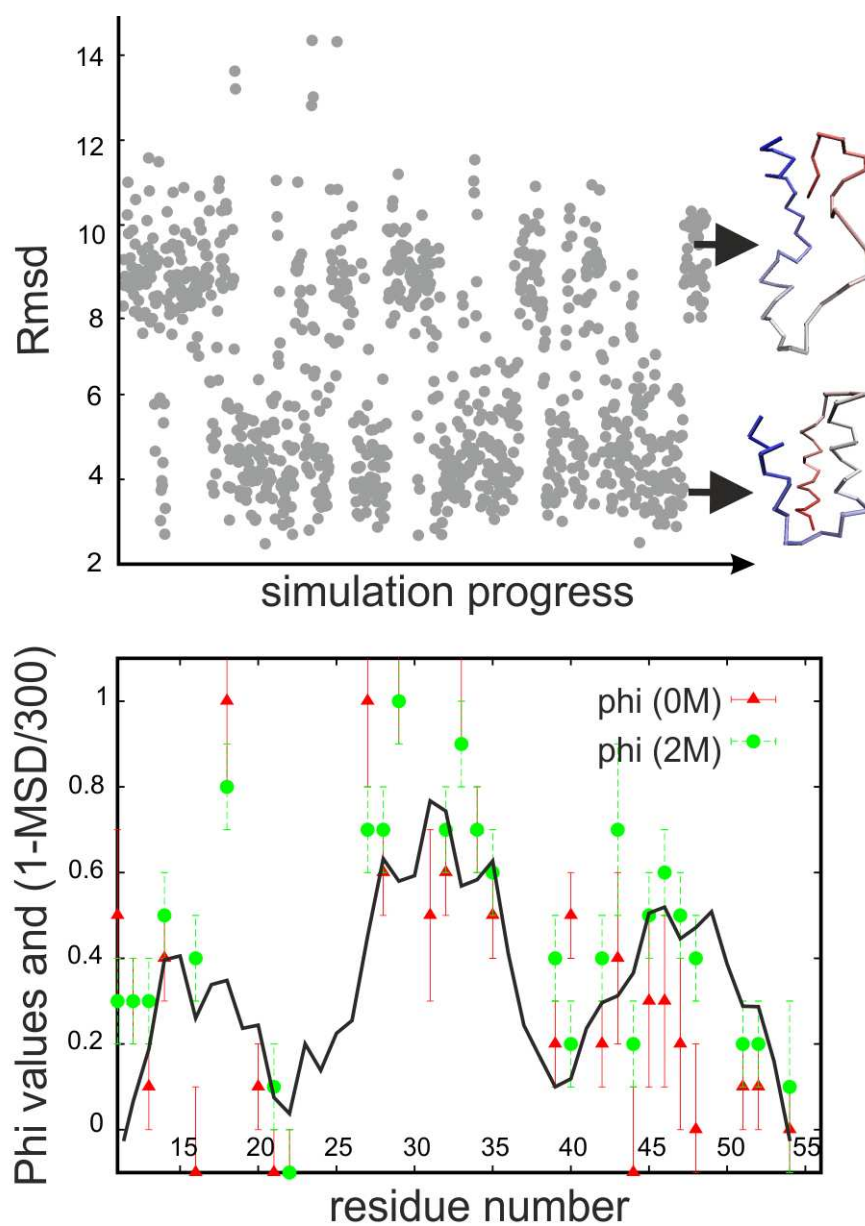 Rmsd
14
12
10
8
6
4
2
simulation progress
Phi values and (1-MSD/300)
1
0.8
0.6
0.4
0.2
0
phi (0M)
phi (2M)
15 20 25 30 35 40 45 50 55
residue number